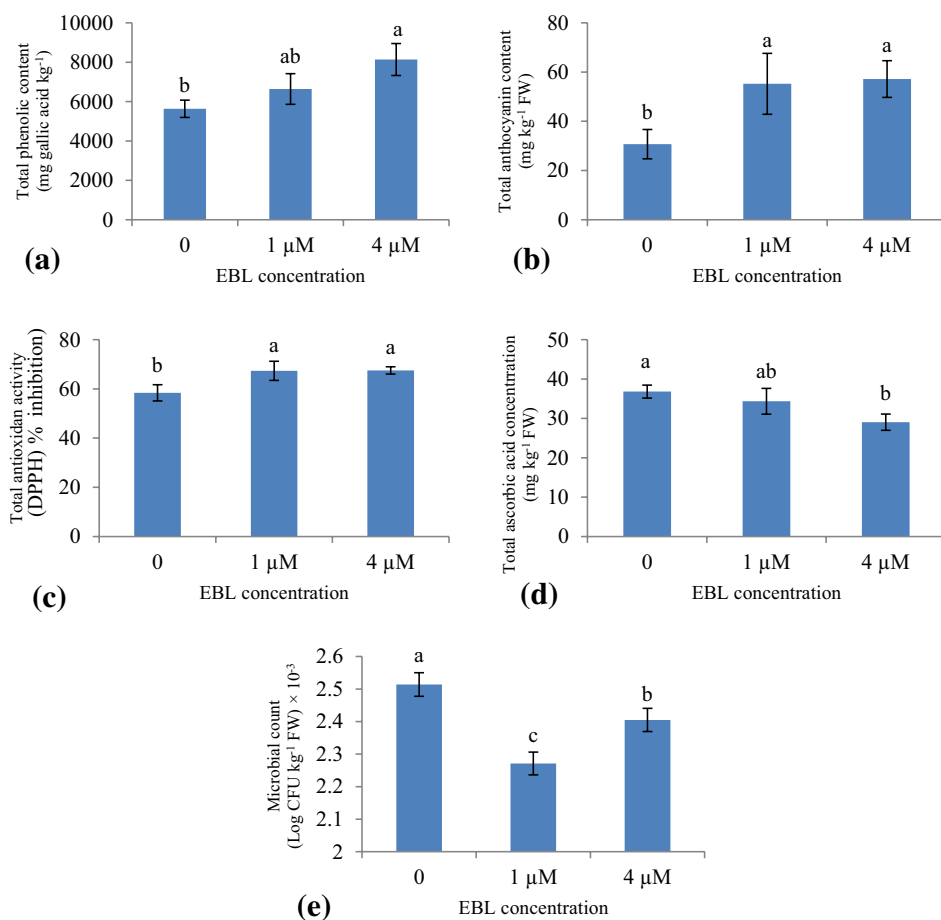 Total phenolic content
(mg gallic acid kg⁻¹)
10000
8000
6000
4000
2000
0
b
ab
a
0
1 µM
4 µM
(a)
EBL concentration
Total anthocyanin content
(mg kg⁻¹ FW)
80
60
40
20
0
b
a
a
0
1 µM
4 µM
(b)
EBL concentration
Total antioxidan activity
(DPPH) % inhibition)
80
60
40
20
0
b
a
a
0
1 µM
4 µM
(c)
EBL concentration
Total ascorbic acid concentrration
(mg kg⁻¹ FW)
50
40
30
20
10
0
a
ab
b
0
1 µM
4 µM
(d)
EBL concentration
Microbial count
(Log CFU kg⁻¹ FW) × 10⁻³
2.6
2.5
2.4
2.3
2.2
2.1
2
a
c
b
0
1 µM
4 µM
(e)
EBL concentration